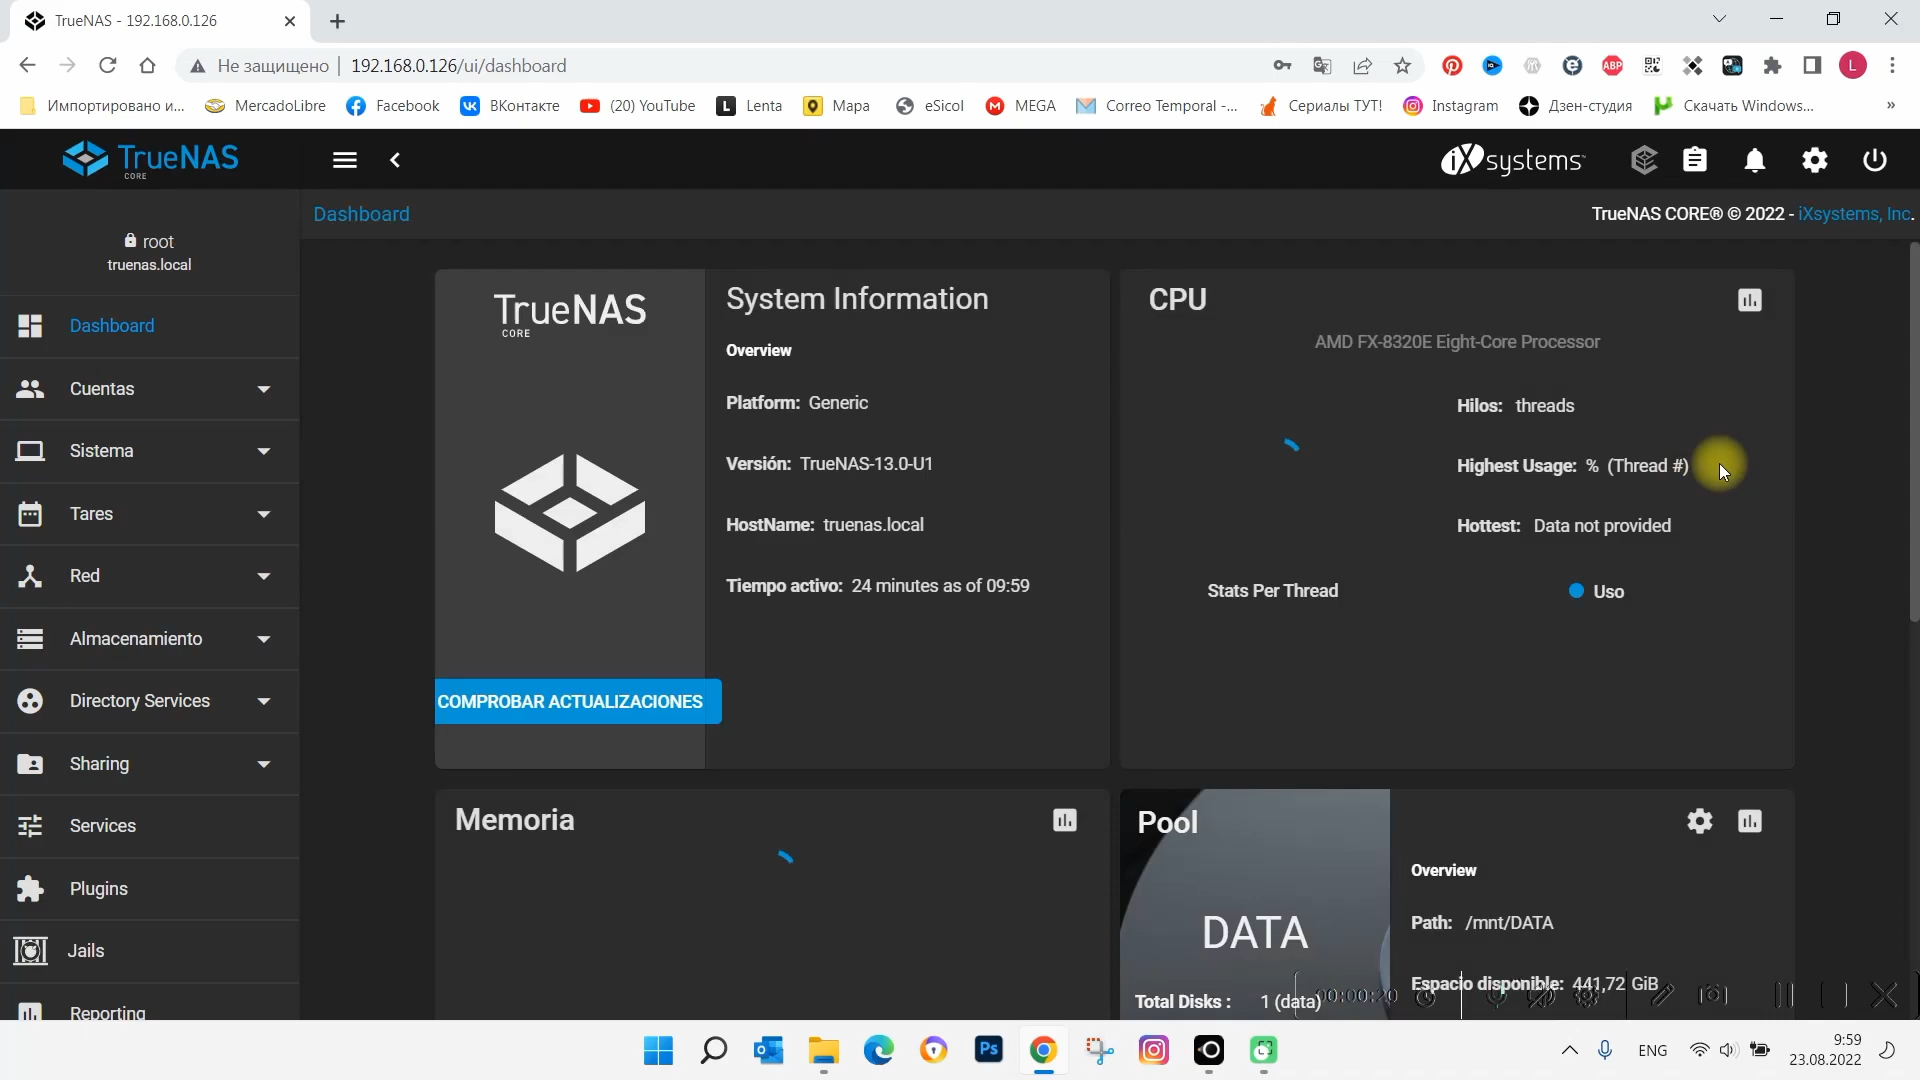 TrueNAS - 192.168.0.126
Не защищено
192.168.0.126/ui/dashboard
ABP
L
Импортировано и...
MercadoLibre
Facebook
ВКонтакте
(20) YouTube
Lenta
Мара
eSicol
MEGA
Correo Temporal -...
Сериалы ТУТ!
Instagram
Дзен-студия
Скачать Windows...
»
TrueNAS
CORE
iXsystems
Dashboard
TrueNAS CORE® © 2022 - iXsystems, Inc.
root
truenas.local
Dashboard
Cuentas
Sistema
Tares
Red
Almacenamiento
Directory Services
Sharing
Services
Plugins
Jails
Reporting
TrueNAS
CORE
COMPROBAR ACTUALIZACIONES
System Information
Overview
Platform: Generic
Versión: TrueNAS-13.0-U1
HostName: truenas.local
Tiempo activo: 24 minutes as of 09:59
CPU
AMD FX-8320E Eight-Core Processor
Hilos: threads
Highest Usage: % (Thread #)
Hottest: Data not provided
Stats Per Thread
Uso
Memoria
Pool
DATA
Total Disks : 1 (data)
Overview
Path: /mnt/DATA
Espacio disponible: 441,72 GiB
00:00:20
Ps
ENG
9:59
23.08.2022